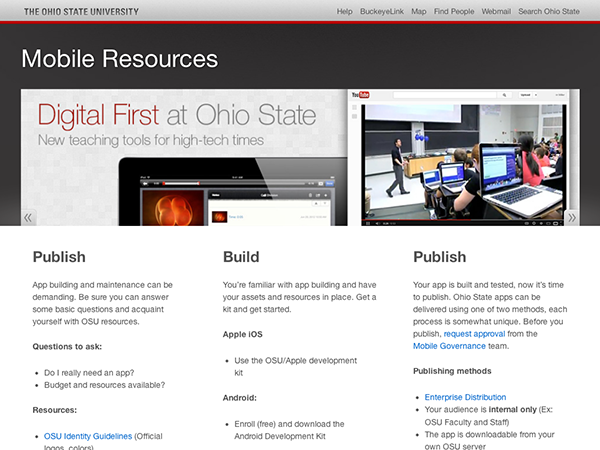 THE OHIO STATE UNIVERSITY
Help BuckeyeLink Map Find People Webmail Search Ohio State
Mobile Resources
Digital First at Ohio State
New teaching tools for high-tech times
YouTube
«
»
Publish
App building and maintenance can be
demanding. Be sure you can answer
some basic questions and acquaint
yourself with OSU resources.
Questions to ask:
• Do I really need an app?
• Budget and resources available?
Resources:
• OSU Identity Guidelines (Official
logos, colors)
Build
You're familiar with app building and have
your assets and resources in place. Get a
kit and get started.
Apple iOS
• Use the OSU/Apple development
kit
Android:
• Enroll (free) and download the
Android Development Kit
Publish
Your app is built and tested, now it's time
to publish. Ohio State apps can be
delivered using one of two methods, each
process is somewhat unique. Before you
publish, request approval from the
Mobile Governance team.
Publishing methods
• Enterprise Distribution
• Your audience is internal only (Ex:
OSU Faculty and Staff)
• The app is downloadable from your
own OSU server